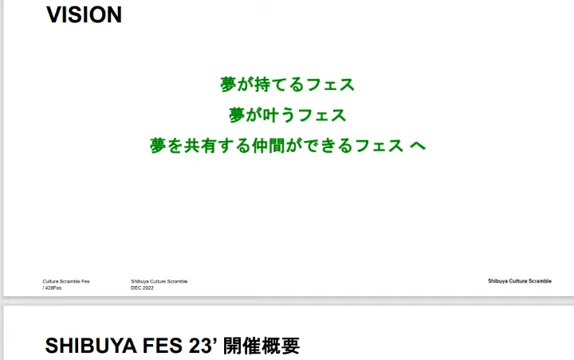 VISION
夢が持てるフェス
夢が叶うフェス
夢を共有する仲間ができるフェス へ
Culture Scramble Fes
/ 428Fes
Shibuya Culture Scramble
DEC 2022
Shibuya Culture Scramble
SHIBUYA FES 23’ 開催概要